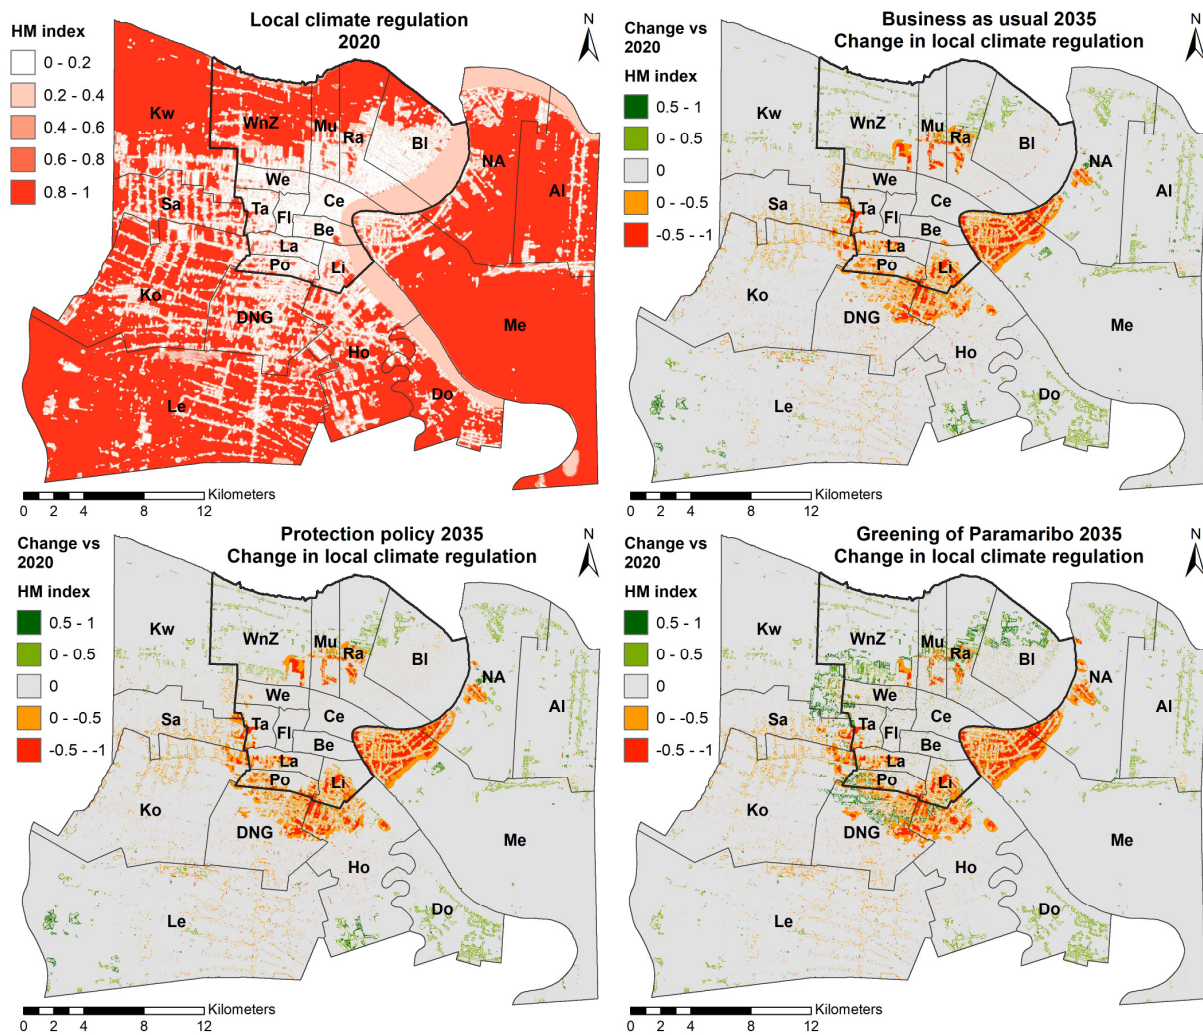 Local climate regulation
2020
HM index
0 - 0.2
0.2 - 0.4
0.4 - 0.6
0.6 - 0.8
0.8 - 1
N
Kw
WnZ
Mu
Ra
Bl
NA
Al
We
Sa
Ta
Fl
Ce
Be
La
Po
Li
Ko
DNG
Me
Ho
Le
Do
Kilometers
0 2 4 8 12
Business as usual 2035
Change in local climate regulation
Change vs
2020
HM index
0.5 - 1
0 - 0.5
0
0 - -0.5
-0.5 - -1
N
Kw
WnZ
Mu
Ra
Bl
NA
Al
We
Sa
Ta
Fl
Ce
Be
La
Po
Li
Ko
DNG
Me
Ho
Le
Do
Kilometers
0 2 4 8 12
Protection policy 2035
Change in local climate regulation
Change vs
2020
HM index
0.5 - 1
0 - 0.5
0
0 - -0.5
-0.5 - -1
N
Kw
WnZ
Mu
Ra
Bl
NA
Al
We
Sa
Ta
Fl
Ce
Be
La
Po
Li
Ko
DNG
Me
Ho
Le
Do
Kilometers
0 2 4 8 12
Greening of Paramaribo 2035
Change in local climate regulation
Change vs
2020
HM index
0.5 - 1
0 - 0.5
0
0 - -0.5
-0.5 - -1
N
Kw
WnZ
Mu
Ra
Bl
NA
Al
We
Sa
Ta
Fl
Ce
Be
La
Po
Li
Ko
DNG
Me
Ho
Le
Do
Kilometers
0 2 4 8 12